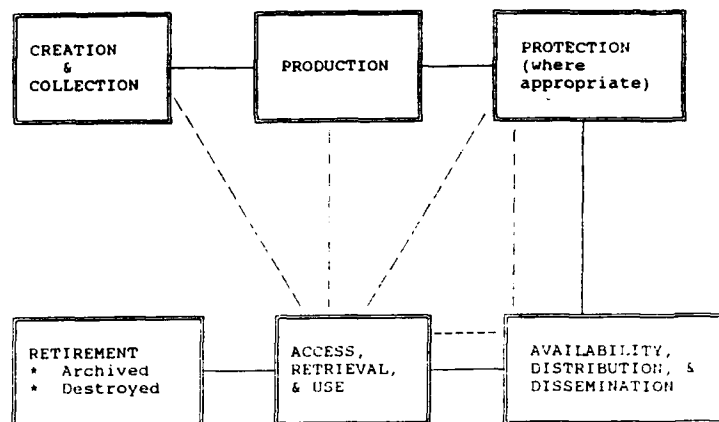 CREATION
&
COLLECTION
PRODUCTION
PROTECTION
(where
appropriate)
RETIREMENT
* Archived
* Destroyed
ACCESS,
RETRIEVAL,
& USE
AVAILABILITY,
DISTRIBUTION, &
DISSEMINATION